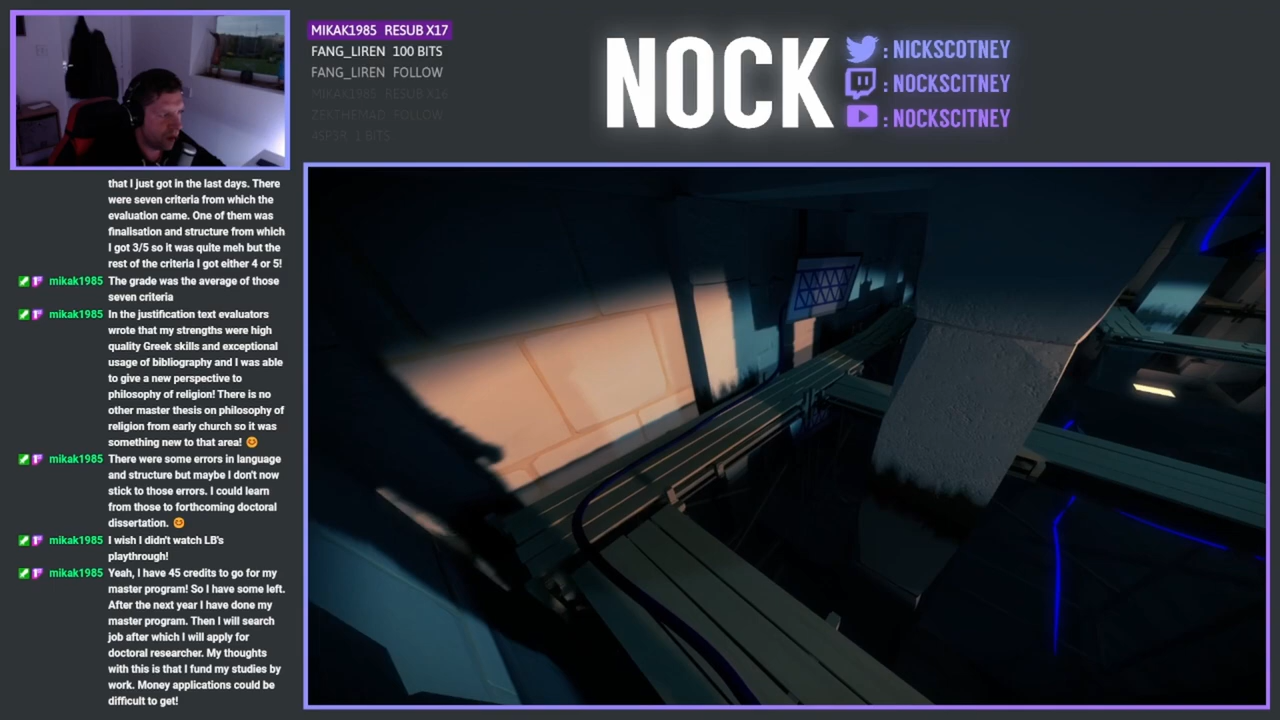 MIKAK1985 RESUB X17
FANG_LIREN 100 BITS
FANG_LIREN FOLLOW
MIKAK1985 RESUB X16
ZEKTHEMAD FOLLOW
1 BITS
NOCK
: NICKSCOTNEY
: NOCKSCITNEY
: NOCKSCITNEY
that I just got in the last days. There
were seven criteria from which the
evaluation came. One of them was
finalisation and structure from which
I got 3/5 so it was quite meh but the
rest of the criteria I got either 4 or 5!
mikak1985 The grade was the average of those
seven criteria
mikak1985 In the justification text evaluators
wrote that my strengths were high
quality Greek skills and exceptional
usage of bibliography and I was able
to give a new perspective to
philosophy of religion! There is no
other master thesis on philosophy of
religion from early church so it was
something new to that area! 😊
mikak1985 There were some errors in language
and structure but maybe I don't now
stick to those errors. I could learn
from those to forthcoming doctoral
dissertation. 😊
mikak1985 I wish I didn't watch LB's
playthrough!
mikak1985 Yeah, I have 45 credits to go for my
master program! So I have some left.
After the next year I have done my
master program. Then I will search
job after which I will apply for
doctoral researcher. My thoughts
with this is that I fund my studies by
work. Money applications could be
difficult to get!